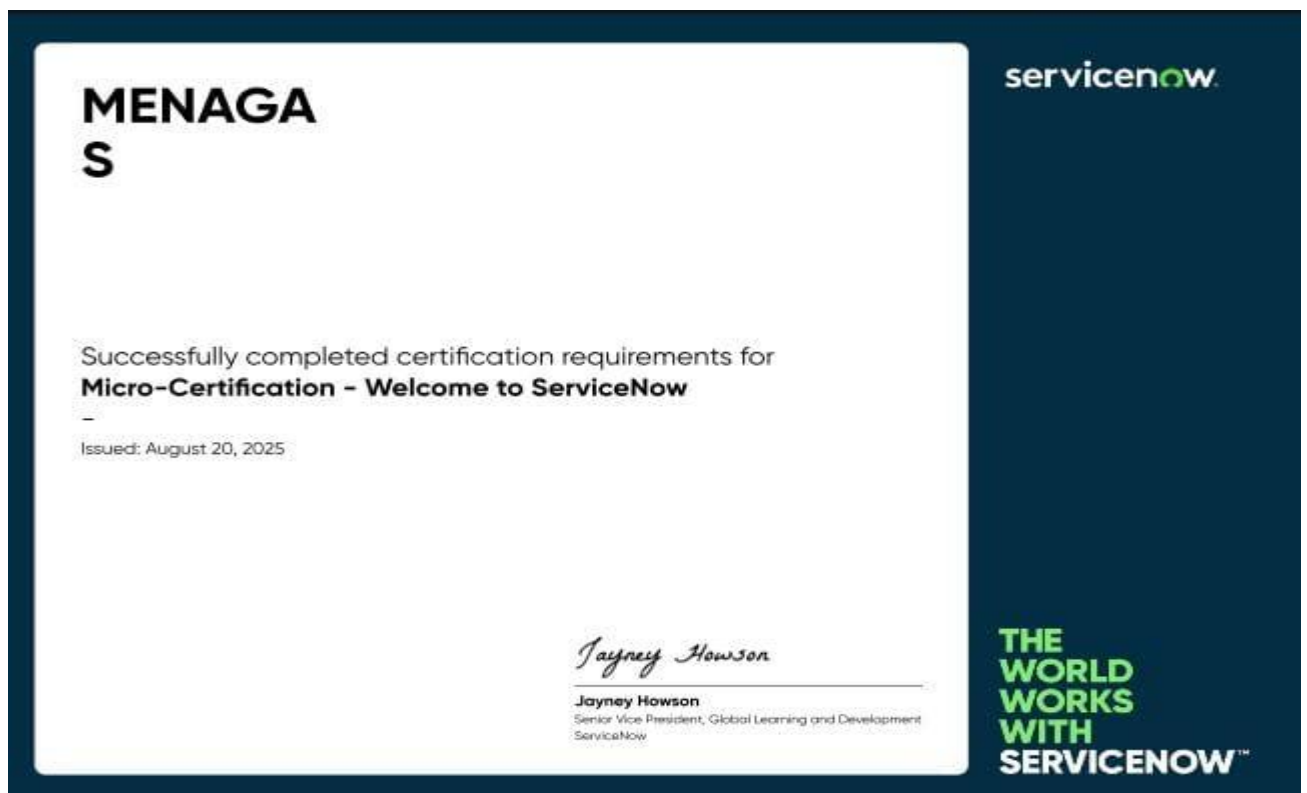 MENAGA
S
servicenow.
Successfully completed certification requirements for
Micro-Certification - Welcome to ServiceNow
–
Issued: August 20, 2025
Jayney Howson
Jayney Howson
Senior Vice President, Global Learning and Development
ServiceNow
THE
WORLD
WORKS
WITH
SERVICENOW™